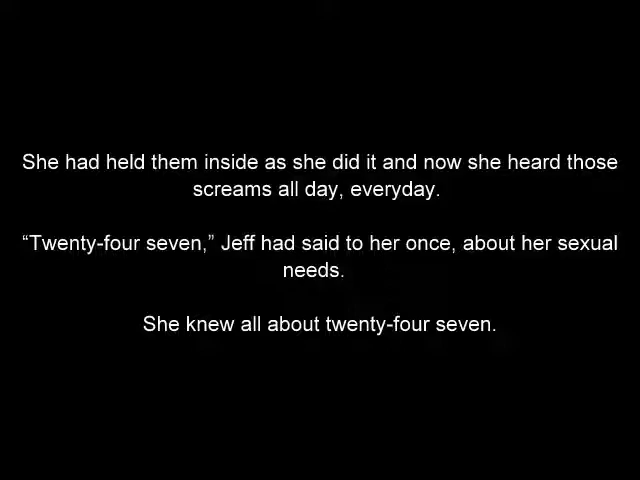 She had held them inside as she did it and now she heard those
screams all day, everyday.
“Twenty-four seven,” Jeff had said to her once, about her sexual
needs.
She knew all about twenty-four seven.